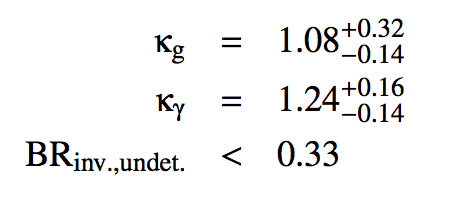 κg = 1.08+0.32−0.14
κγ = 1.24+0.16−0.14
BRinv.,undet. < 0.33